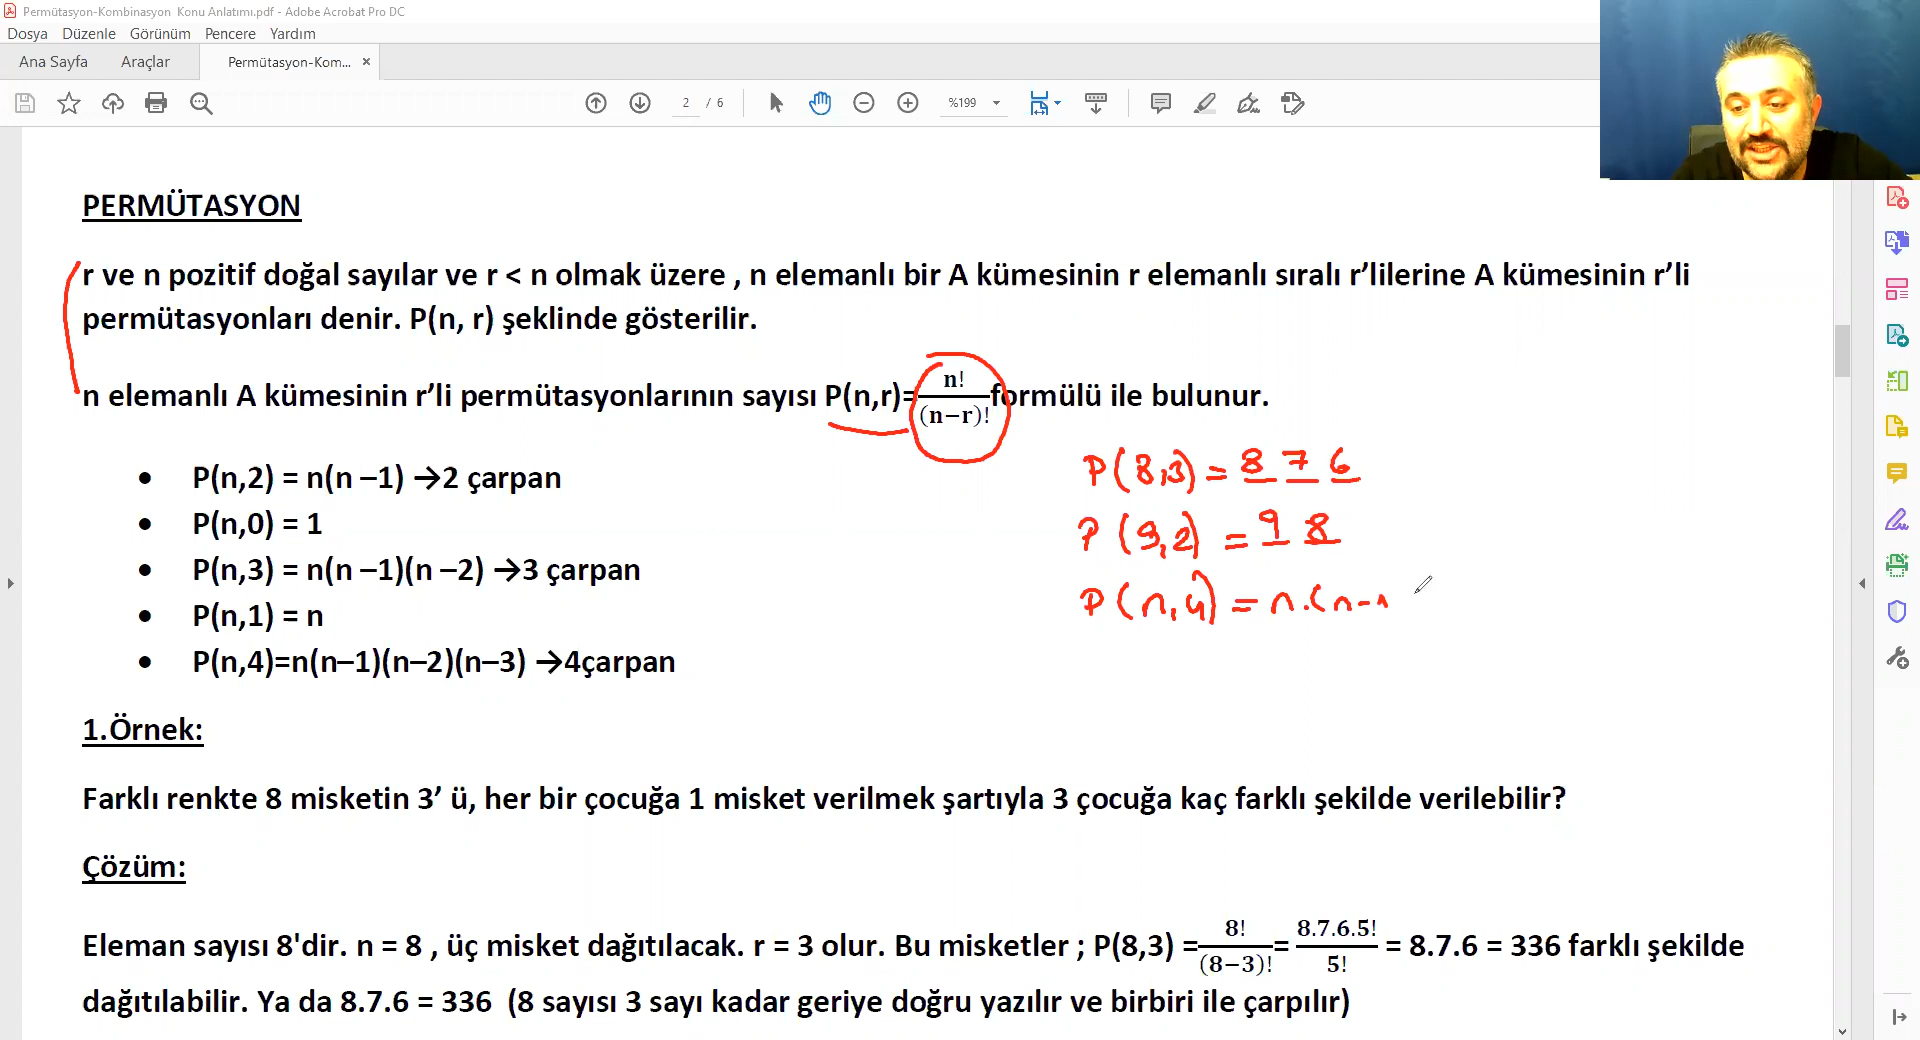 Permütasyon-Kombinasyon Konu Anlatımı.pdf - Adobe Acrobat Pro DC
Dosya Düzenle Görünüm Pencere Yardım
Ana Sayfa Araçlar Permütasyon-Kom... ×
2 / 6 %199
PERMÜTASYON
r ve n pozitif doğal sayılar ve r < n olmak üzere , n elemanlı bir A kümesinin r elemanlı sıralı r’lilerine A kümesinin r’li
permütasyonları denir. P(n, r) şeklinde gösterilir.
n elemanlı A kümesinin r’li permütasyonlarının sayısı P(n,r)=n!/(n−r)! formülü ile bulunur.
• P(n,2) = n(n –1) →2 çarpan
• P(n,0) = 1
• P(n,3) = n(n –1)(n –2) →3 çarpan
• P(n,1) = n
• P(n,4)=n(n–1)(n–2)(n–3) →4çarpan
P(8,3) = 8 7 6
P(9,2) = 9 8
P(n,4) = n.(n-1
1.Örnek:
Farklı renkte 8 misketin 3’ ü, her bir çocuğa 1 misket verilmek şartıyla 3 çocuğa kaç farklı şekilde verilebilir?
Çözüm:
Eleman sayısı 8'dir. n = 8 , üç misket dağıtılacak. r = 3 olur. Bu misketler ; P(8,3) =8!/(8−3)!= 8.7.6.5!/5! = 8.7.6 = 336 farklı şekilde
dağıtılabilir. Ya da 8.7.6 = 336 (8 sayısı 3 sayı kadar geriye doğru yazılır ve birbiri ile çarpılır)